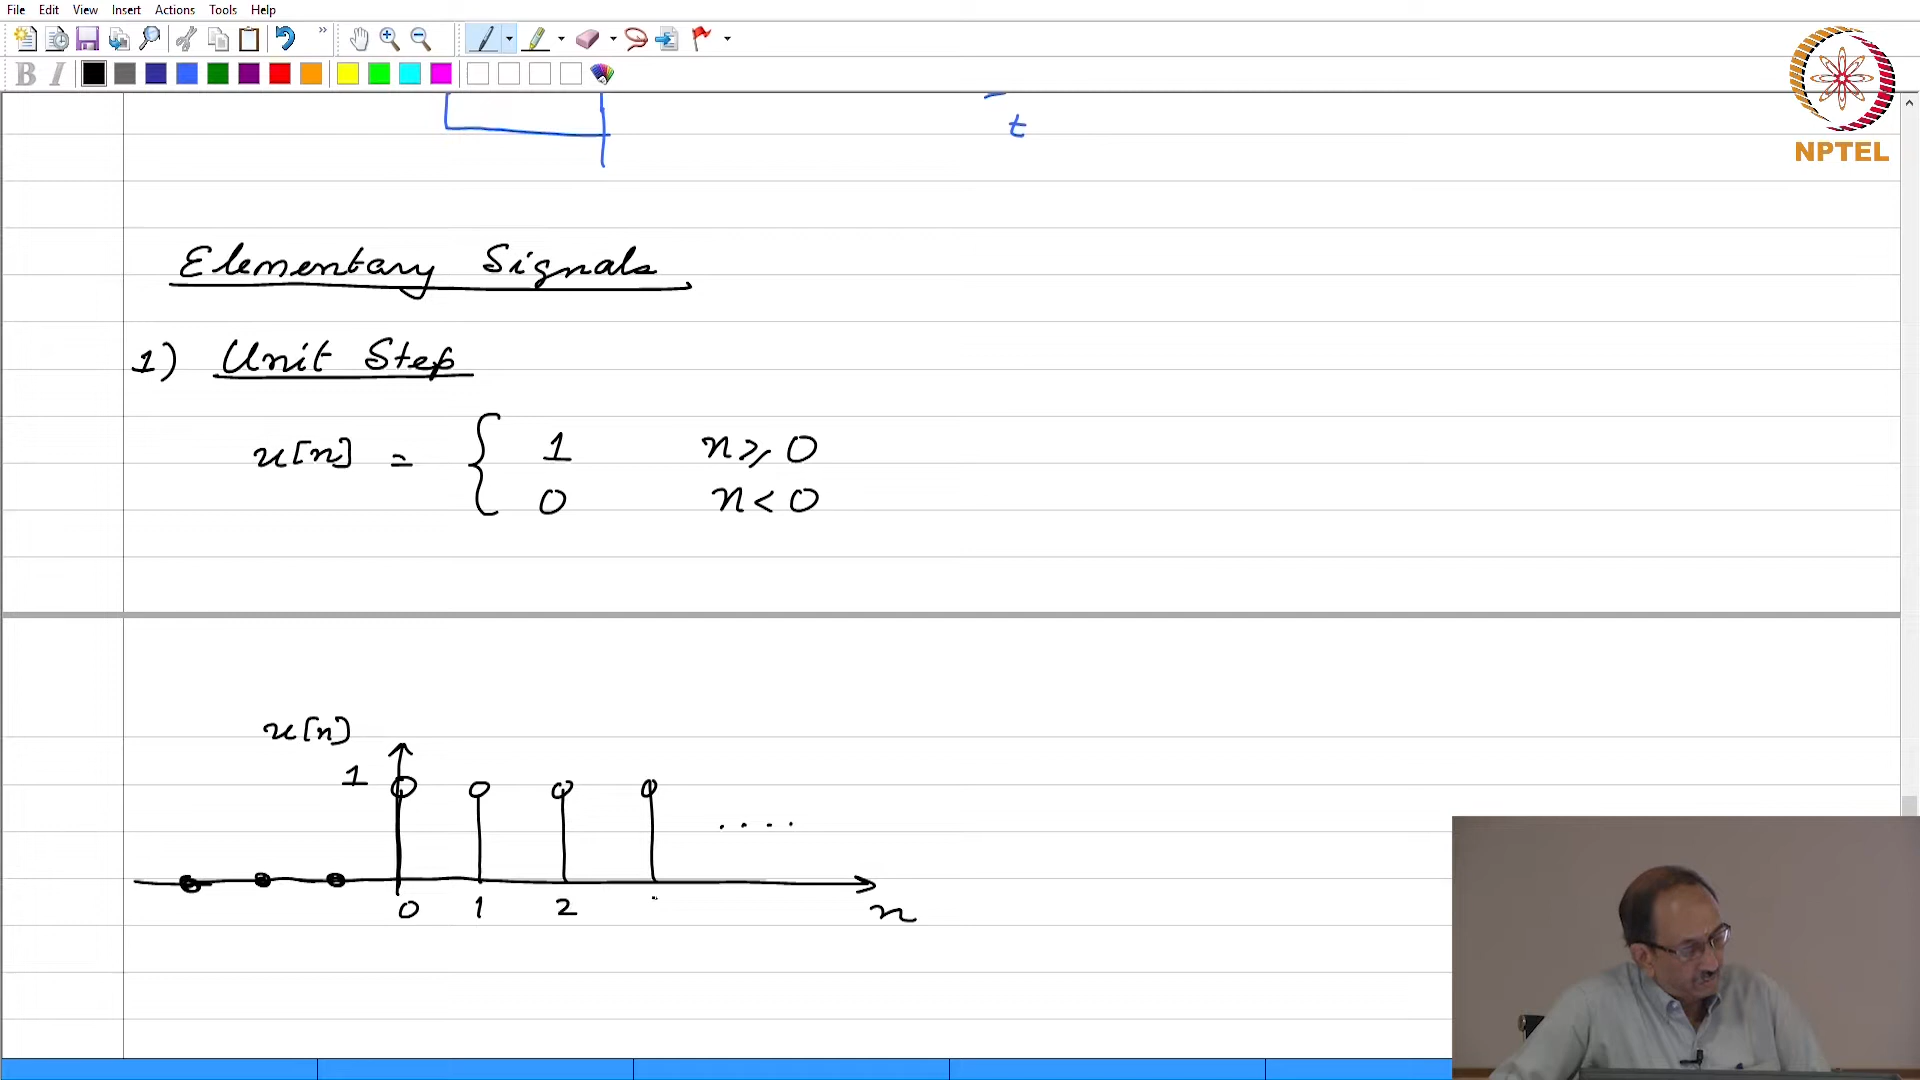 File Edit View Insert Actions Tools Help
B I
NPTEL
t
Elementary Signals
1) Unit Step
u[n] = { 1 n ⩾ 0
0 n < 0
u[n]
1
0 1 2
....
n